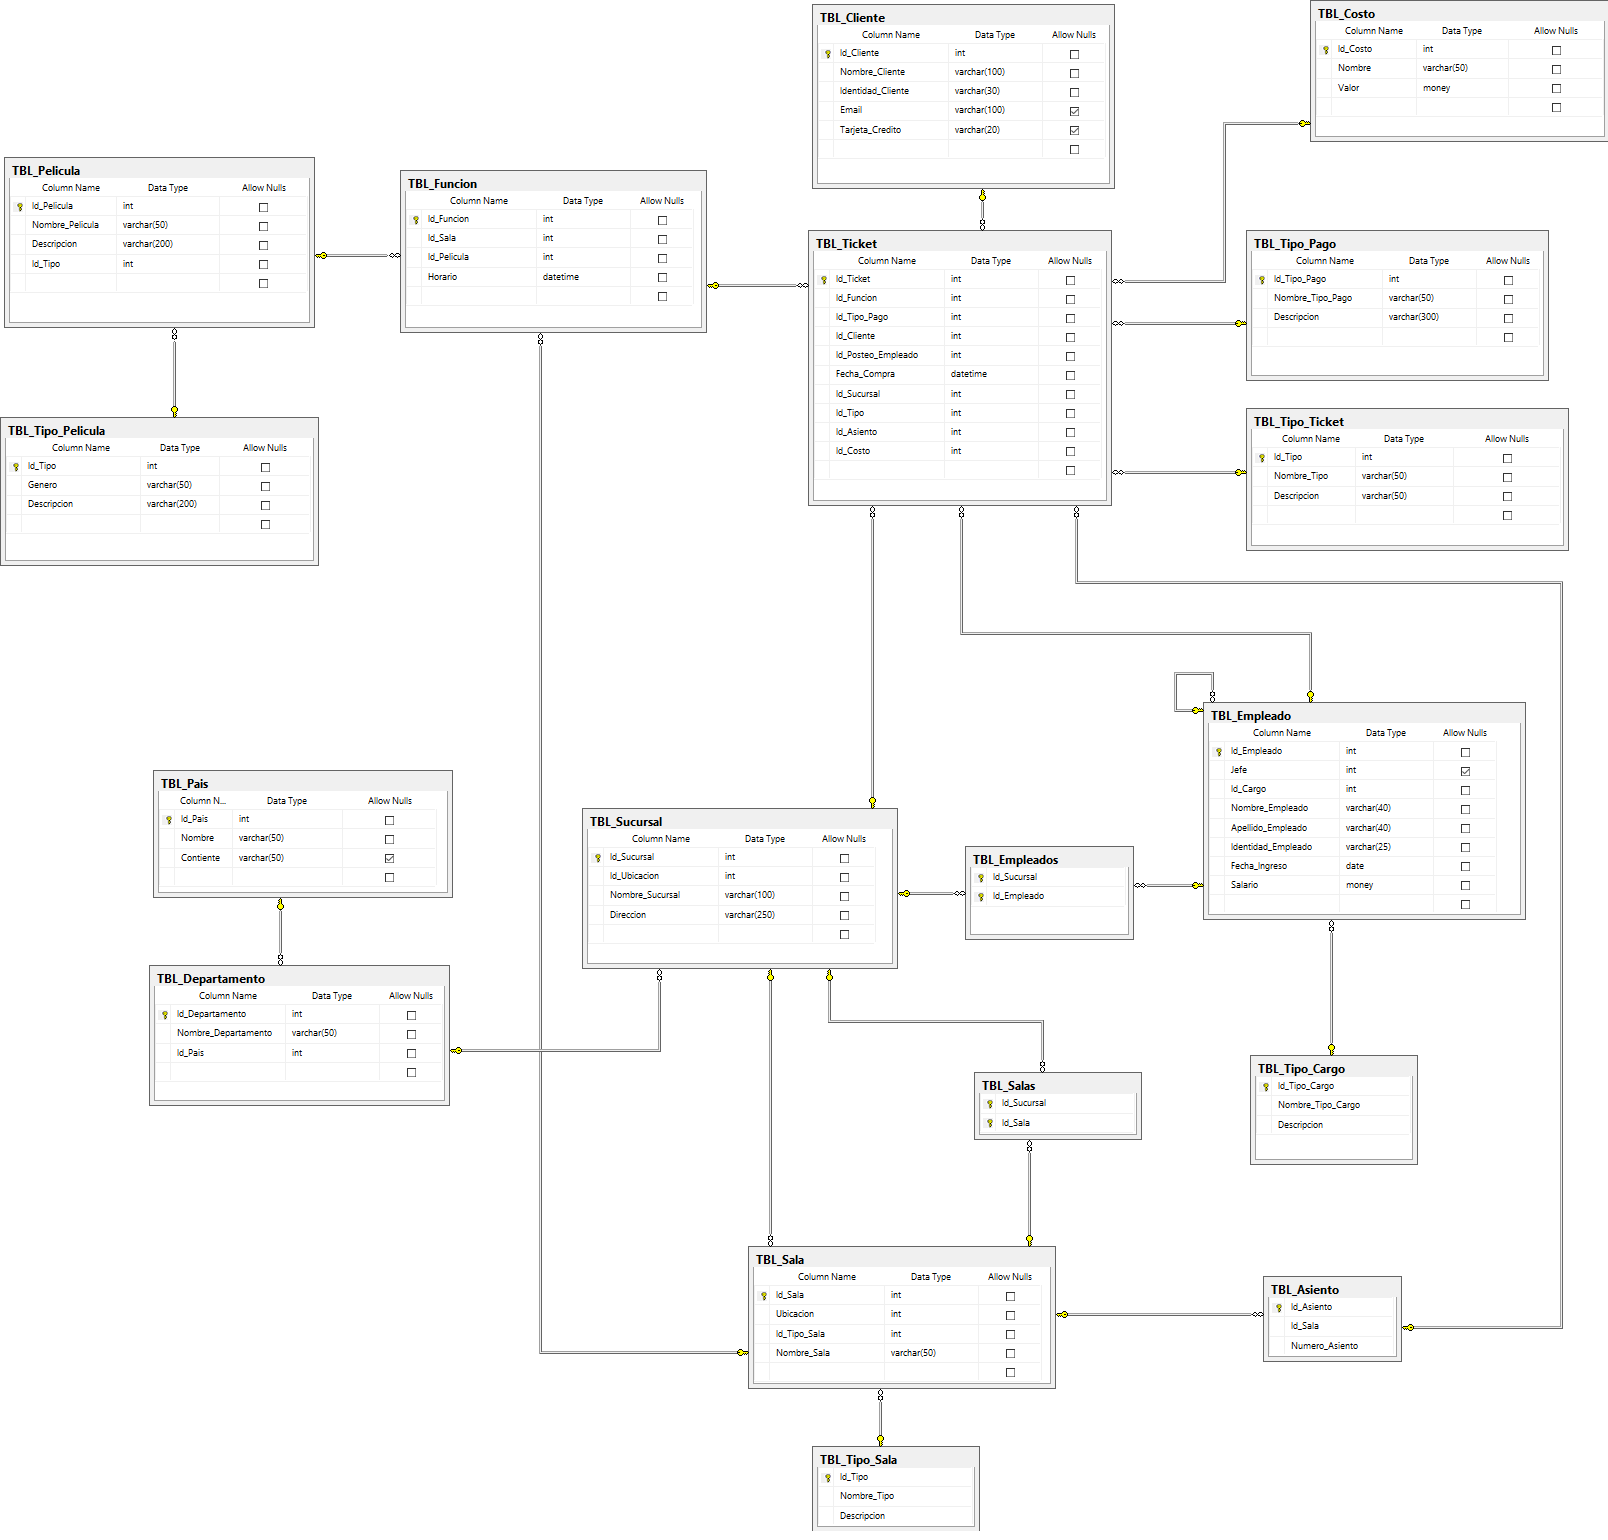 TBL_Cliente
Column Name Data Type Allow Nulls
Id_Cliente int
Nombre_Cliente varchar(100)
Identidad_Cliente varchar(30)
Email varchar(100)
Tarjeta_Credito varchar(20)
TBL_Costo
Column Name Data Type Allow Nulls
Id_Costo int
Nombre varchar(50)
Valor money
TBL_Pelicula
Column Name Data Type Allow Nulls
Id_Pelicula int
Nombre_Pelicula varchar(50)
Descripcion varchar(200)
Id_Tipo int
TBL_Funcion
Column Name Data Type Allow Nulls
Id_Funcion int
Id_Sala int
Id_Pelicula int
Horario datetime
TBL_Ticket
Column Name Data Type Allow Nulls
Id_Ticket int
Id_Funcion int
Id_Tipo_Pago int
Id_Cliente int
Id_Posteo_Empleado int
Fecha_Compra datetime
Id_Sucursal int
Id_Tipo int
Id_Asiento int
Id_Costo int
TBL_Tipo_Pago
Column Name Data Type Allow Nulls
Id_Tipo_Pago int
Nombre_Tipo_Pago varchar(50)
Descripcion varchar(300)
TBL_Tipo_Pelicula
Column Name Data Type Allow Nulls
Id_Tipo int
Genero varchar(50)
Descripcion varchar(200)
TBL_Tipo_Ticket
Column Name Data Type Allow Nulls
Id_Tipo int
Nombre_Tipo varchar(50)
Descripcion varchar(50)
TBL_Empleado
Column Name Data Type Allow Nulls
Id_Empleado int
Jefe int
Id_Cargo int
Nombre_Empleado varchar(40)
Apellido_Empleado varchar(40)
Identidad_Empleado varchar(25)
Fecha_Ingreso date
Salario money
TBL_Pais
Column N... Data Type Allow Nulls
Id_Pais int
Nombre varchar(50)
Contiente varchar(50)
TBL_Sucursal
Column Name Data Type Allow Nulls
Id_Sucursal int
Id_Ubicacion int
Nombre_Sucursal varchar(100)
Direccion varchar(250)
TBL_Empleados
Id_Sucursal
Id_Empleado
TBL_Departamento
Column Name Data Type Allow Nulls
Id_Departamento int
Nombre_Departamento varchar(50)
Id_Pais int
TBL_Salas
Id_Sucursal
Id_Sala
TBL_Tipo_Cargo
Id_Tipo_Cargo
Nombre_Tipo_Cargo
Descripcion
TBL_Sala
Column Name Data Type Allow Nulls
Id_Sala int
Ubicacion int
Id_Tipo_Sala int
Nombre_Sala varchar(50)
TBL_Asiento
Id_Asiento
Id_Sala
Numero_Asiento
TBL_Tipo_Sala
Id_Tipo
Nombre_Tipo
Descripcion